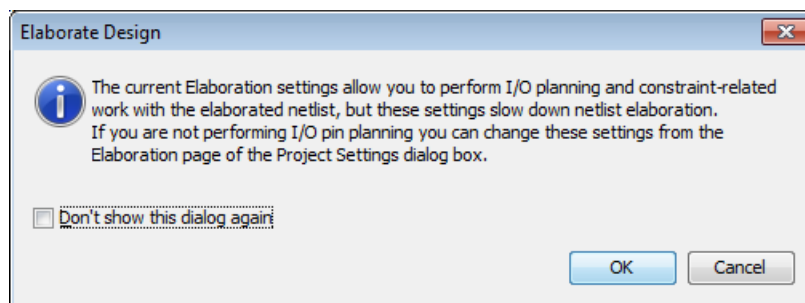 Elaborate Design
The current Elaboration settings allow you to perform I/O planning and constraint-related
work with the elaborated netlist, but these settings slow down netlist elaboration.
If you are not performing I/O pin planning you can change these settings from the
Elaboration page of the Project Settings dialog box.
Don't show this dialog again
OK Cancel